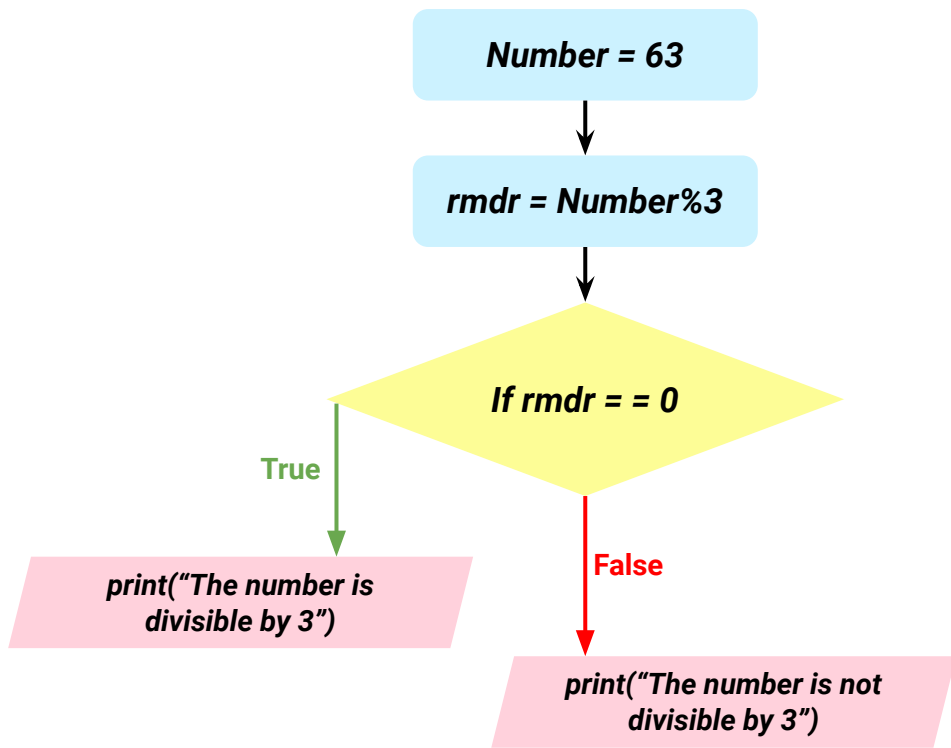 Number = 63
rmdr = Number%3
If rmdr = = 0
True
False
print(“The number is
divisible by 3”)
print(“The number is not
divisible by 3”)